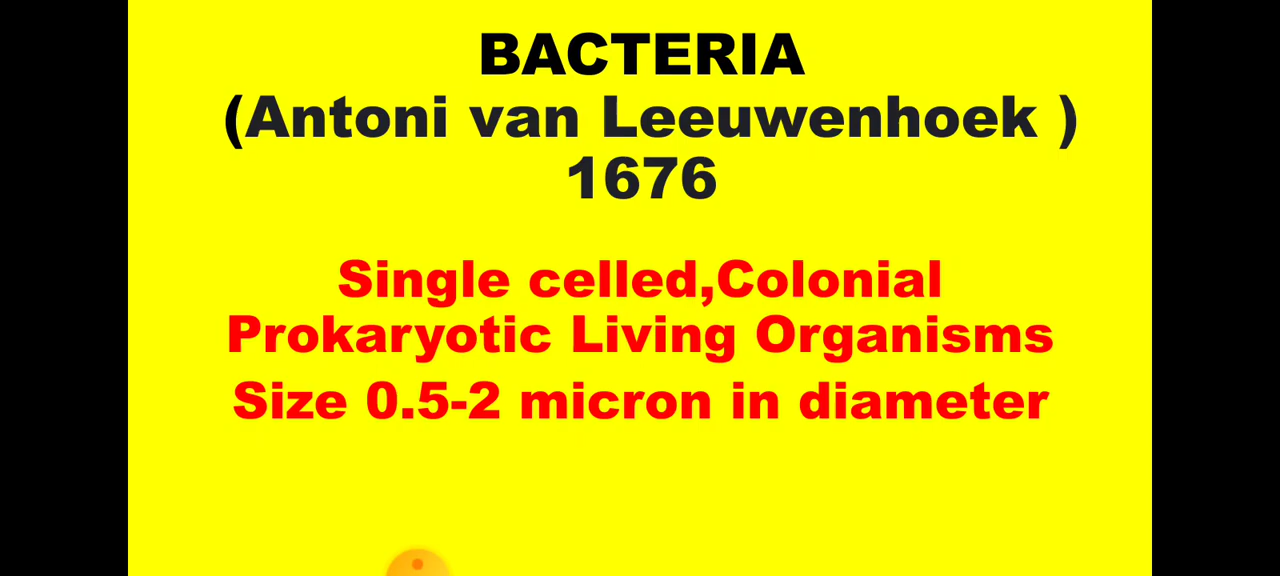 BACTERIA
(Antoni van Leeuwenhoek )
1676
Single celled,Colonial
Prokaryotic Living Organisms
Size 0.5-2 micron in diameter